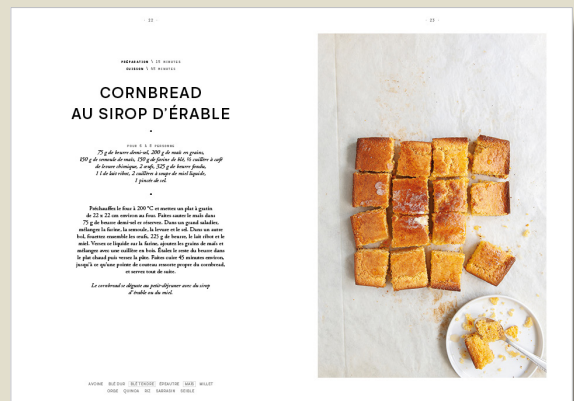 22
23
PRÉPARATION \ 15 MINUTES
CUISSON \ 50 MINUTES
CORNBREAD
AU SIROP D'ÉRABLE
POUR 6 À 8 PERSONNES
75 g de beurre demi-sel, 200 g de maïs en grains,
150 g de semoule de maïs, 150 g de farine de blé, ½ cuillère à café
de levure chimique, 2 œufs, 325 g de beurre fondu,
1 l de lait ribot, 2 cuillères à soupe de miel liquide,
1 pincée de sel.
Préchauffez le four à 200 °C et mettez un plat à gratin
de 22 x 22 cm environ au four. Faites sauter le maïs dans
75 g de beurre demi-sel et réservez. Dans un grand saladier,
mélangez la farine, la semoule, la levure et le sel. Dans un autre
bol, fouettez ensemble les œufs, 225 g de beurre, le lait ribot et le
miel. Versez ce liquide sur la farine, ajoutez les grains de maïs et
mélangez avec une cuillère en bois. Étalez le reste du beurre dans
le plat chaud puis versez la pâte. Faites cuire 45 minutes environ,
jusqu'à ce qu'une pointe de couteau ressorte propre du cornbread,
et servez tout de suite.
Le cornbread se déguste au petit-déjeuner avec du sirop
d'érable ou du miel.
AVOINE BLÉ DUR BLÉ TENDRE ÉPEAUTRE MAÏS MILLET
ORGE QUINOA RIZ SARRASIN SEIGLE